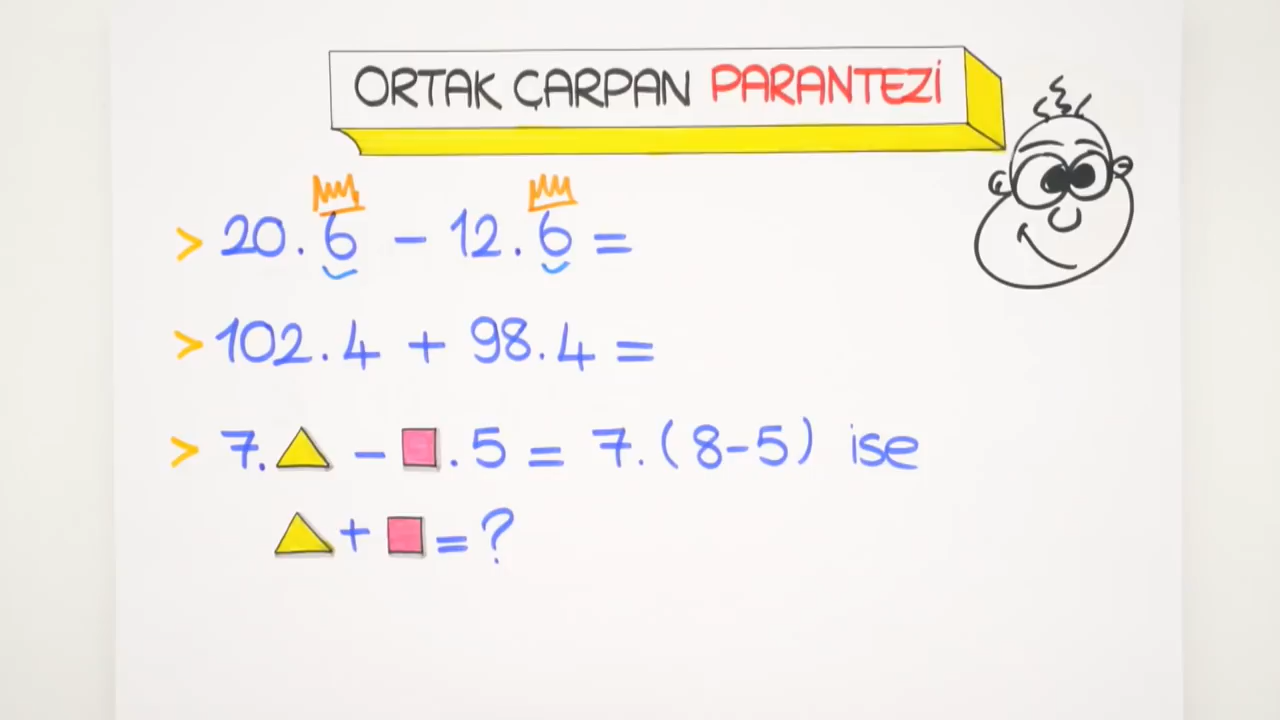 ORTAK ÇARPAN PARANTEZİ
> 20 . 6 - 12 . 6 =
> 102 . 4 + 98 . 4 =
> 7. △ - □ . 5 = 7. (8-5) ise
△ + □ = ?